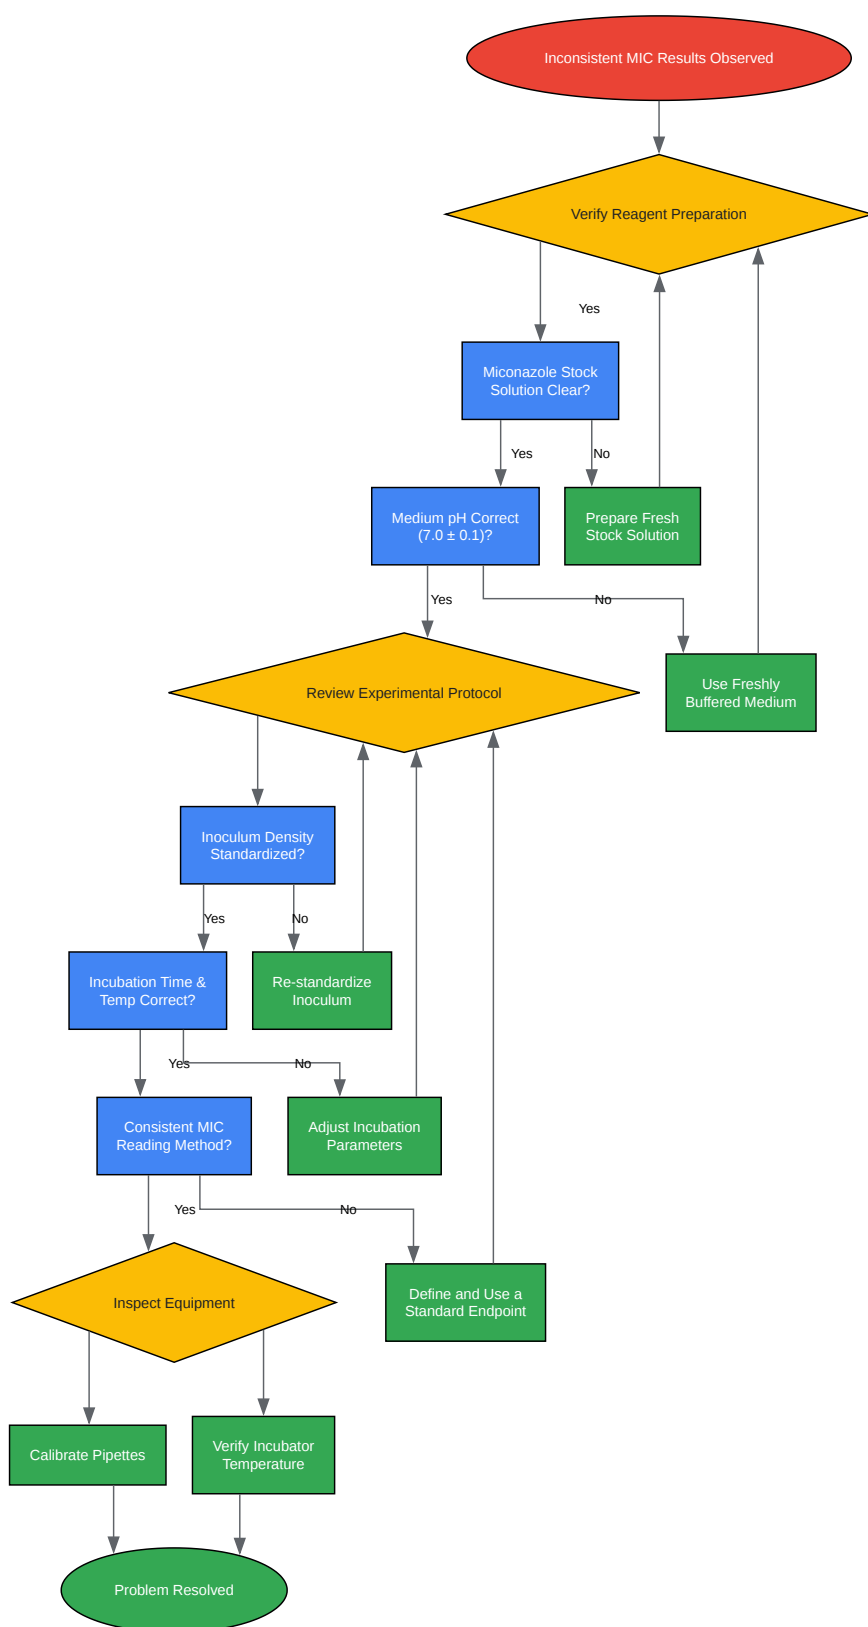 Inconsistent MIC Results Observed
Verify Reagent Preparation
Yes
Miconazole Stock
Solution Clear?
Yes
No
Medium pH Correct
(7.0 ± 0.1)?
Prepare Fresh
Stock Solution
Yes
No
Use Freshly
Buffered Medium
Review Experimental Protocol
Inoculum Density
Standardized?
Yes
No
Incubation Time &
Temp Correct?
Re-standardize
Inoculum
Yes
No
Consistent MIC
Reading Method?
Adjust Incubation
Parameters
Yes
No
Define and Use a
Standard Endpoint
Inspect Equipment
Calibrate Pipettes
Verify Incubator
Temperature
Problem Resolved